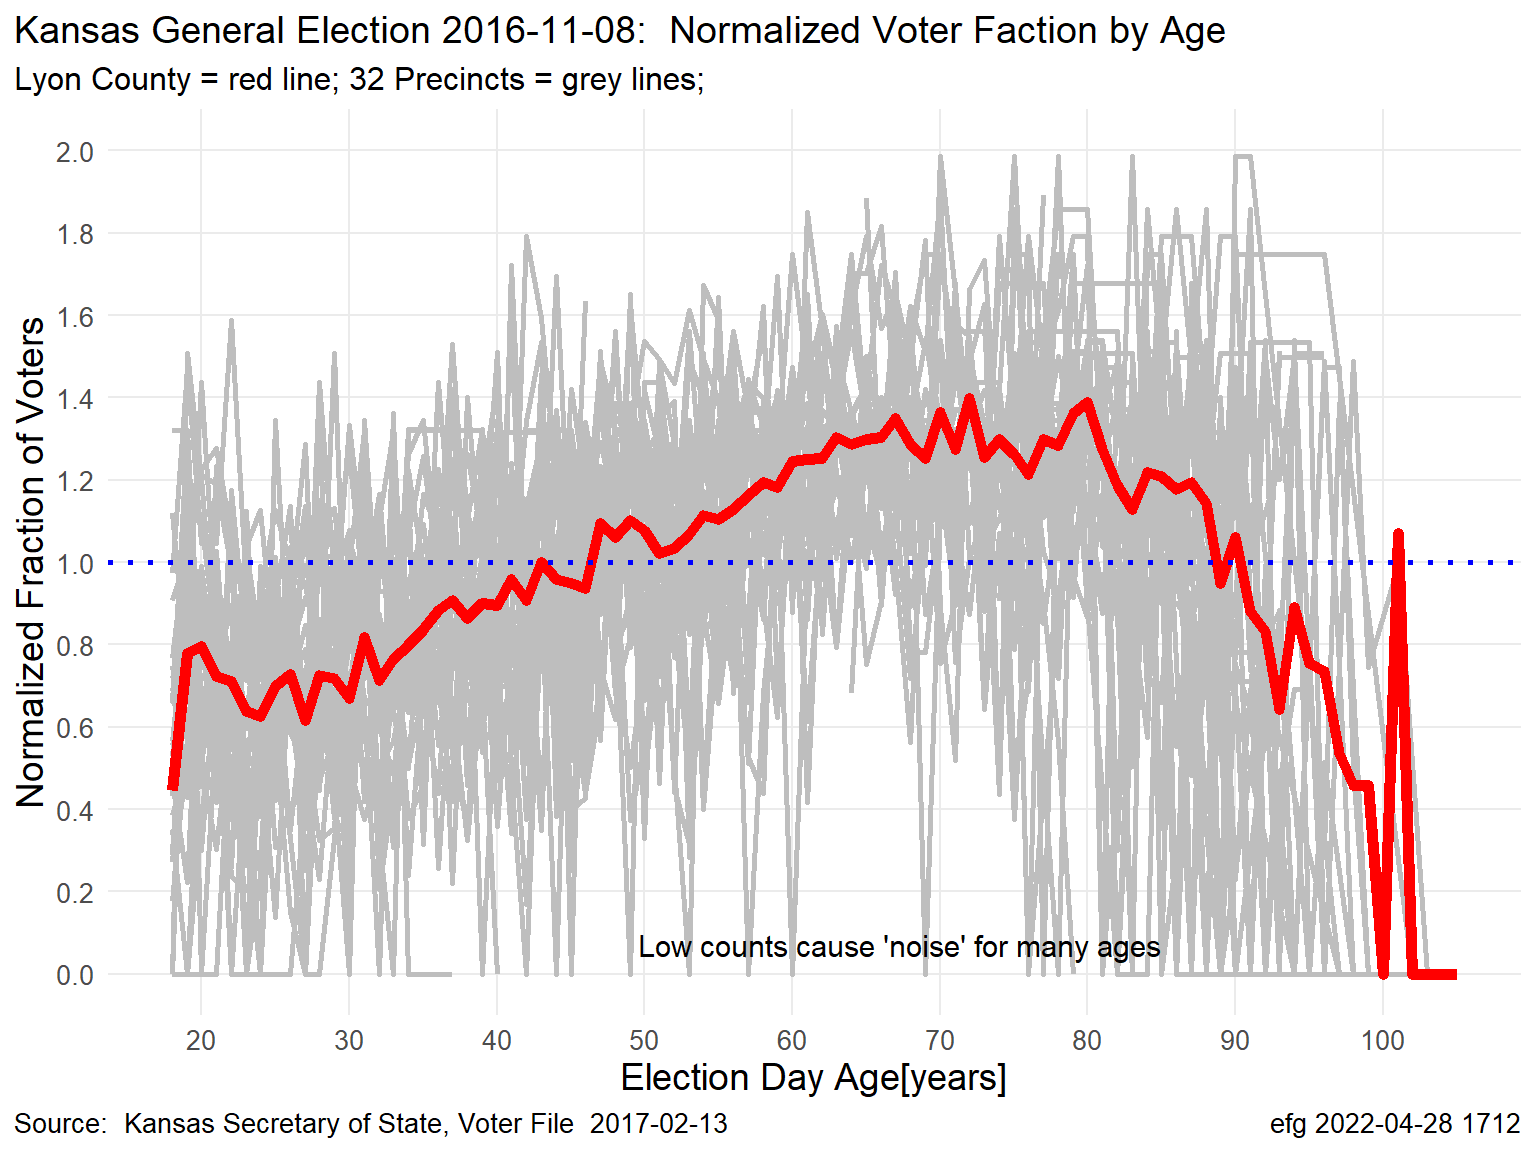 Kansas General Election 2016-11-08:  Normalized Voter Faction by Age
Lyon County = red line; 32 Precincts = grey lines;
Normalized Fraction of Voters
2.0
1.8
1.6
1.4
1.2
1.0
0.8
0.6
0.4
0.2
0.0
Low counts cause 'noise' for many ages
20 30 40 50 60 70 80 90 100
Election Day Age[years]
Source:  Kansas Secretary of State, Voter File  2017-02-13
efg 2022-04-28 1712